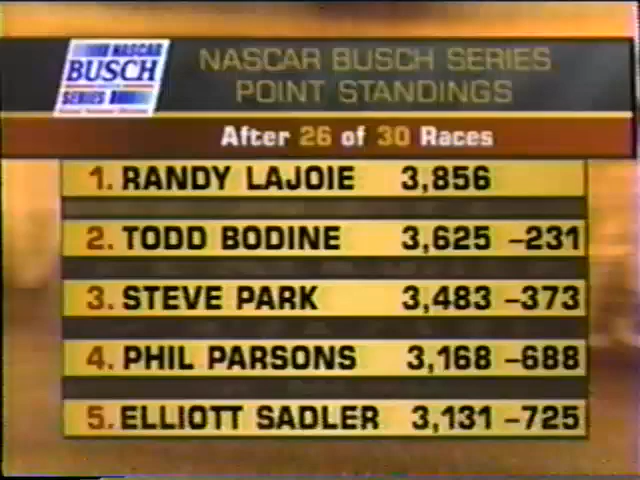 NASCAR
BUSCH
SERIES
NASCAR BUSCH SERIES
POINT STANDINGS
After 26 of 30 Races
1. RANDY LAJOIE 3,856
2. TODD BODINE 3,625 -231
3. STEVE PARK 3,483 -373
4. PHIL PARSONS 3,168 -688
5. ELLIOTT SADLER 3,131 -725